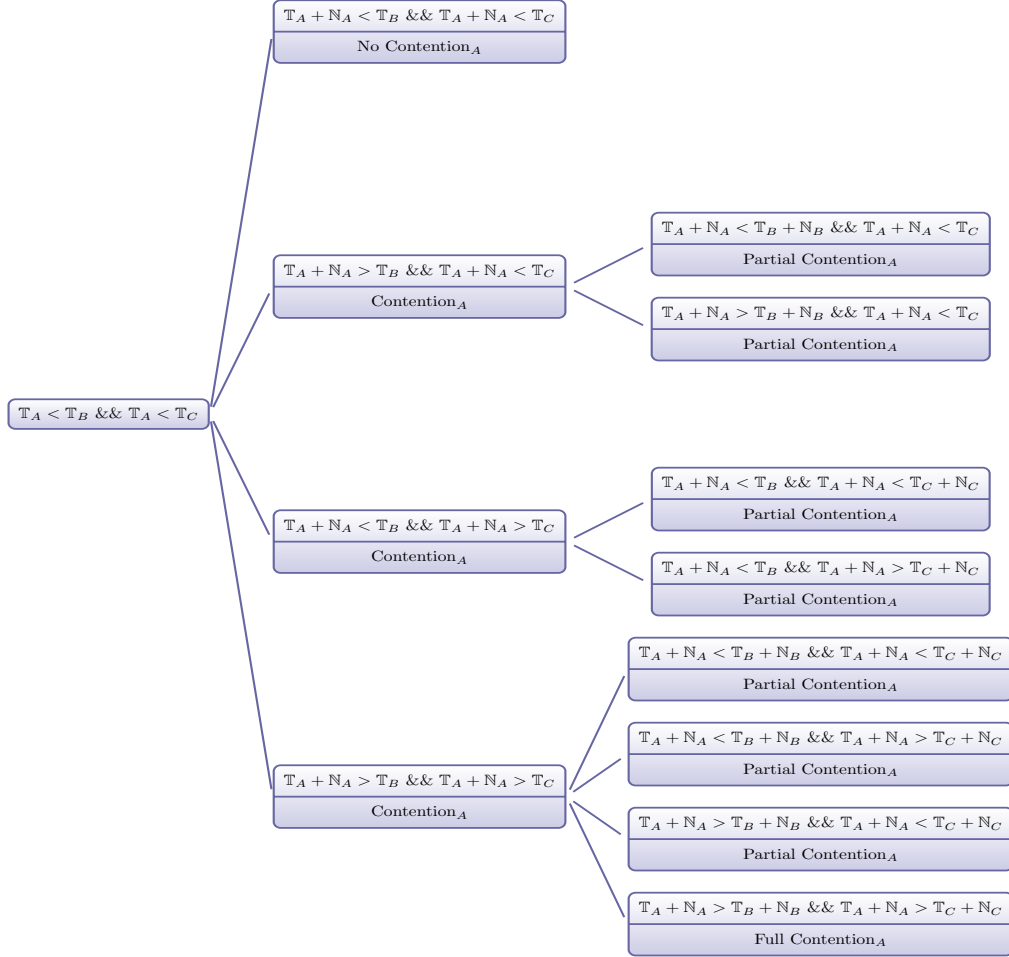 𝕋_A + ℕ_A < 𝕋_B && 𝕋_A + ℕ_A < 𝕋_C
No Contention_A
𝕋_A + ℕ_A < 𝕋_B + ℕ_B && 𝕋_A + ℕ_A < 𝕋_C
Partial Contention_A
𝕋_A + ℕ_A > 𝕋_B && 𝕋_A + ℕ_A < 𝕋_C
Contention_A
𝕋_A + ℕ_A > 𝕋_B + ℕ_B && 𝕋_A + ℕ_A < 𝕋_C
Partial Contention_A
𝕋_A < 𝕋_B && 𝕋_A < 𝕋_C
𝕋_A + ℕ_A < 𝕋_B && 𝕋_A + ℕ_A < 𝕋_C + ℕ_C
Partial Contention_A
𝕋_A + ℕ_A < 𝕋_B && 𝕋_A + ℕ_A > 𝕋_C
Contention_A
𝕋_A + ℕ_A < 𝕋_B && 𝕋_A + ℕ_A > 𝕋_C + ℕ_C
Partial Contention_A
𝕋_A + ℕ_A < 𝕋_B + ℕ_B && 𝕋_A + ℕ_A < 𝕋_C + ℕ_C
Partial Contention_A
𝕋_A + ℕ_A < 𝕋_B + ℕ_B && 𝕋_A + ℕ_A > 𝕋_C + ℕ_C
Partial Contention_A
𝕋_A + ℕ_A > 𝕋_B && 𝕋_A + ℕ_A > 𝕋_C
Contention_A
𝕋_A + ℕ_A > 𝕋_B + ℕ_B && 𝕋_A + ℕ_A < 𝕋_C + ℕ_C
Partial Contention_A
𝕋_A + ℕ_A > 𝕋_B + ℕ_B && 𝕋_A + ℕ_A > 𝕋_C + ℕ_C
Full Contention_A